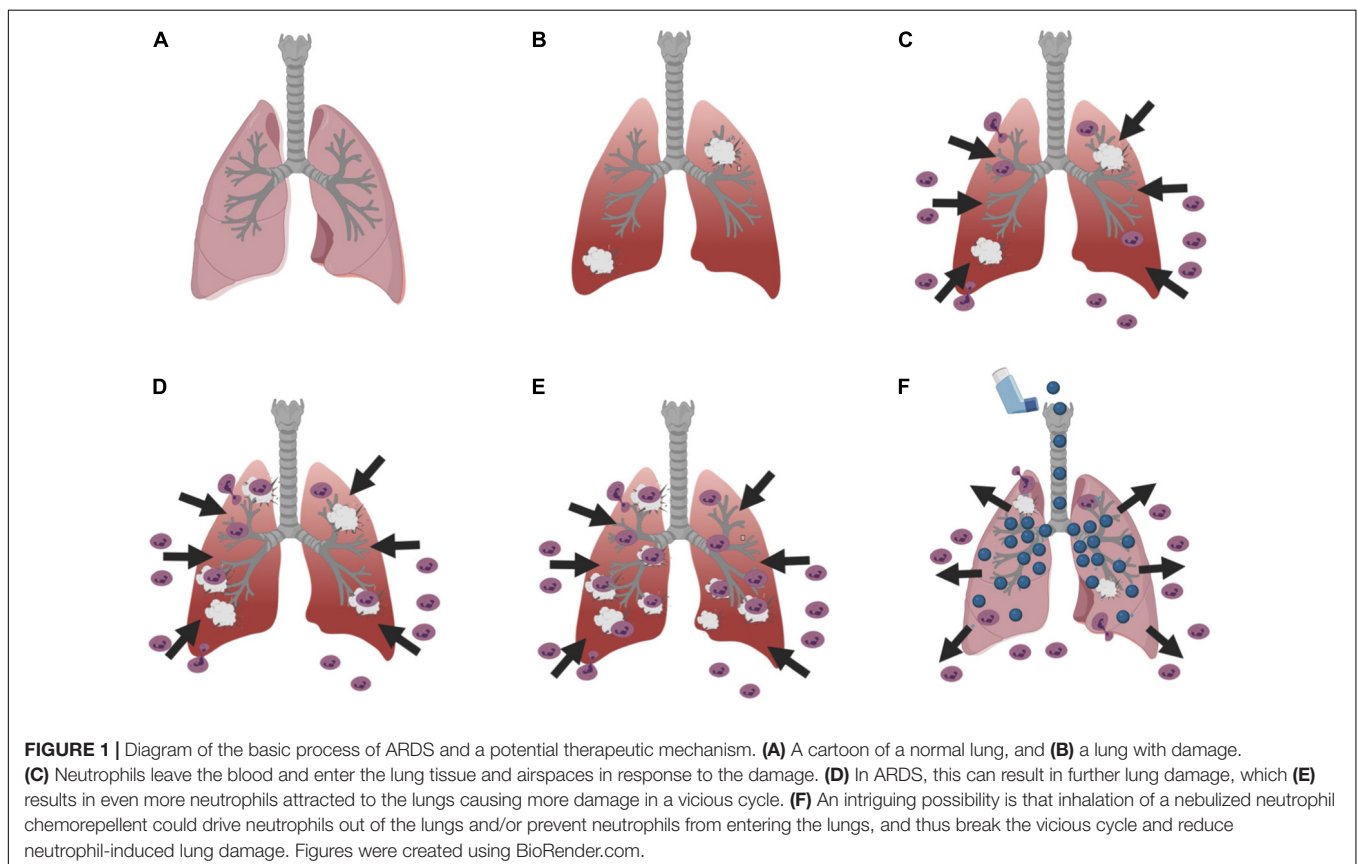 A
B
C
D
E
F
FIGURE 1 | Diagram of the basic process of ARDS and a potential therapeutic mechanism. (A) A cartoon of a normal lung, and (B) a lung with damage.
(C) Neutrophils leave the blood and enter the lung tissue and airspaces in response to the damage. (D) In ARDS, this can result in further lung damage, which (E)
results in even more neutrophils attracted to the lungs causing more damage in a vicious cycle. (F) An intriguing possibility is that inhalation of a nebulized neutrophil
chemorepellent could drive neutrophils out of the lungs and/or prevent neutrophils from entering the lungs, and thus break the vicious cycle and reduce
neutrophil-induced lung damage. Figures were created using BioRender.com.